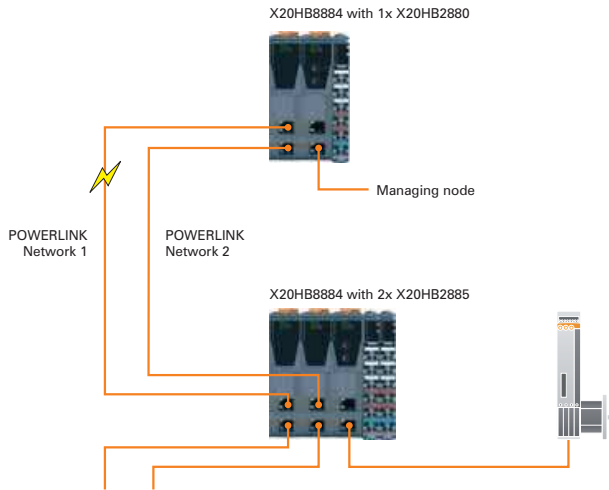 X20HB8884 with 1x X20HB2880
Managing node
POWERLINK
Network 1
POWERLINK
Network 2
X20HB8884 with 2x X20HB2885